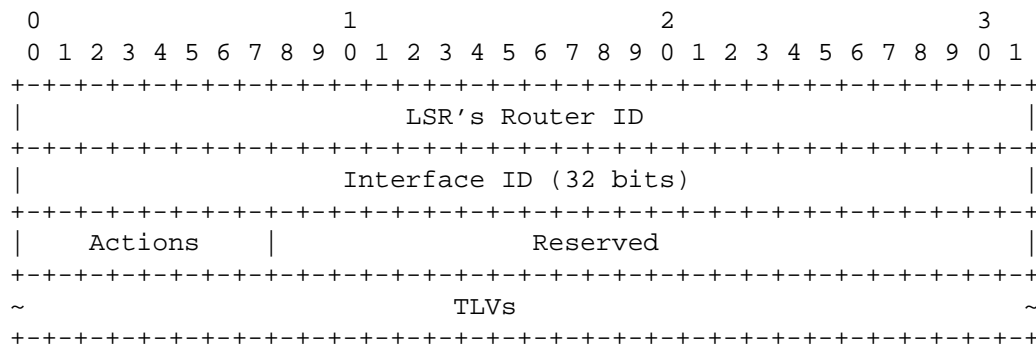 0                   1                   2                   3
 0 1 2 3 4 5 6 7 8 9 0 1 2 3 4 5 6 7 8 9 0 1 2 3 4 5 6 7 8 9 0 1
+-+-+-+-+-+-+-+-+-+-+-+-+-+-+-+-+-+-+-+-+-+-+-+-+-+-+-+-+-+-+-+-+
|                        LSR's Router ID                        |
+-+-+-+-+-+-+-+-+-+-+-+-+-+-+-+-+-+-+-+-+-+-+-+-+-+-+-+-+-+-+-+-+
|                    Interface ID (32 bits)                     |
+-+-+-+-+-+-+-+-+-+-+-+-+-+-+-+-+-+-+-+-+-+-+-+-+-+-+-+-+-+-+-+-+
|    Actions    |                Reserved                       |
+-+-+-+-+-+-+-+-+-+-+-+-+-+-+-+-+-+-+-+-+-+-+-+-+-+-+-+-+-+-+-+-+
~                           TLVs                                ~
+-+-+-+-+-+-+-+-+-+-+-+-+-+-+-+-+-+-+-+-+-+-+-+-+-+-+-+-+-+-+-+-+